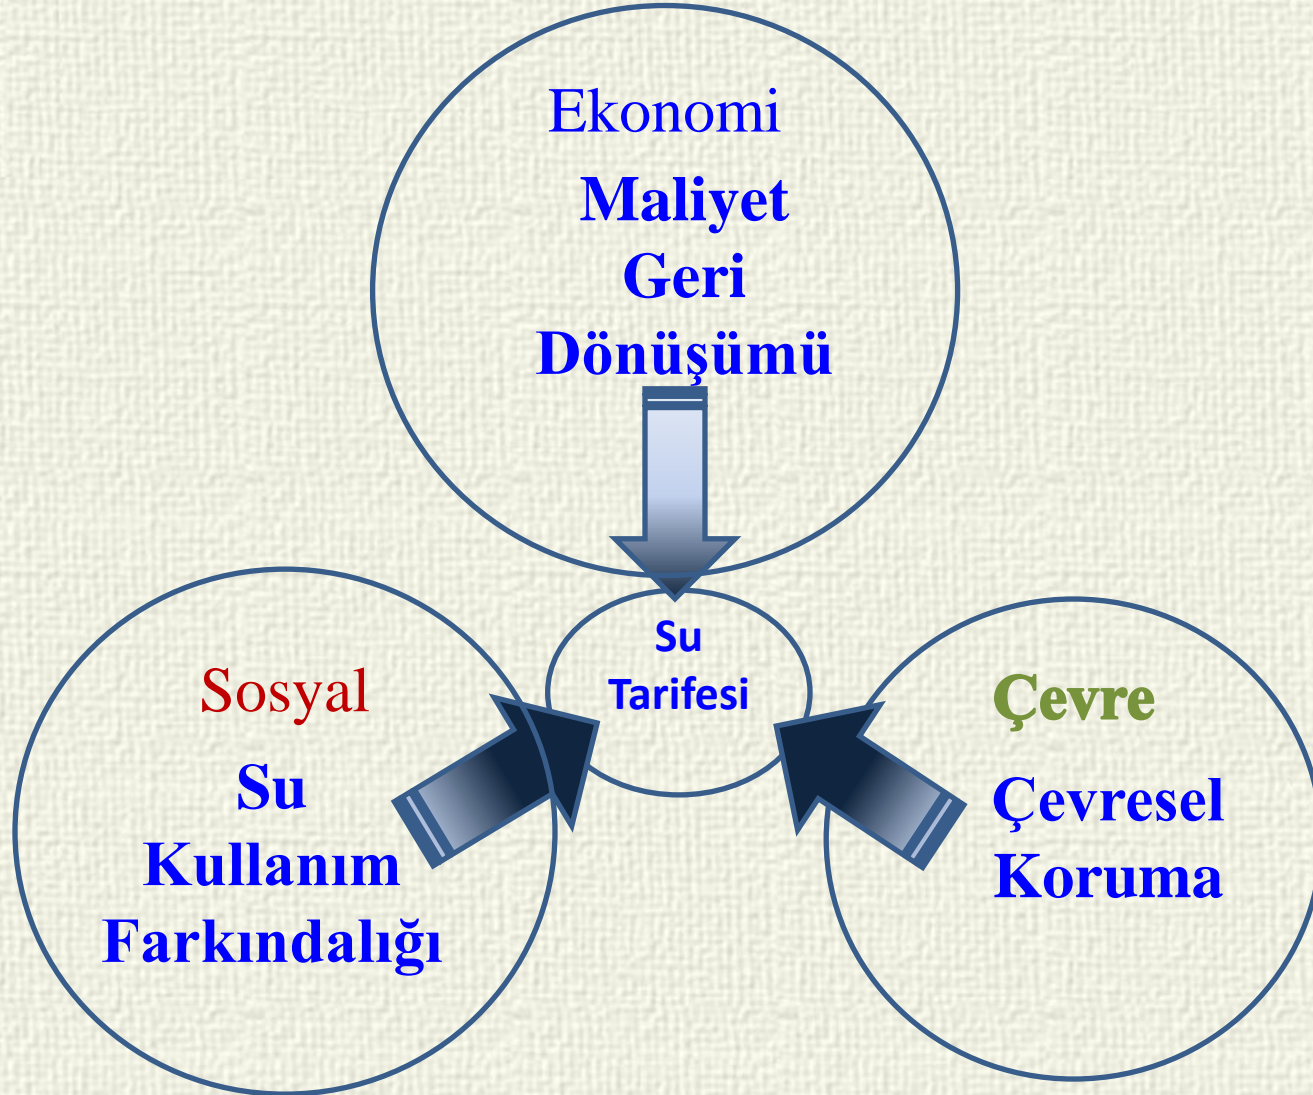 Ekonomi
Maliyet
Geri
Dönüşümü
Su
Tarifesi
Sosyal
Su
Kullanım
Farkındalığı
Çevre
Çevresel
Koruma